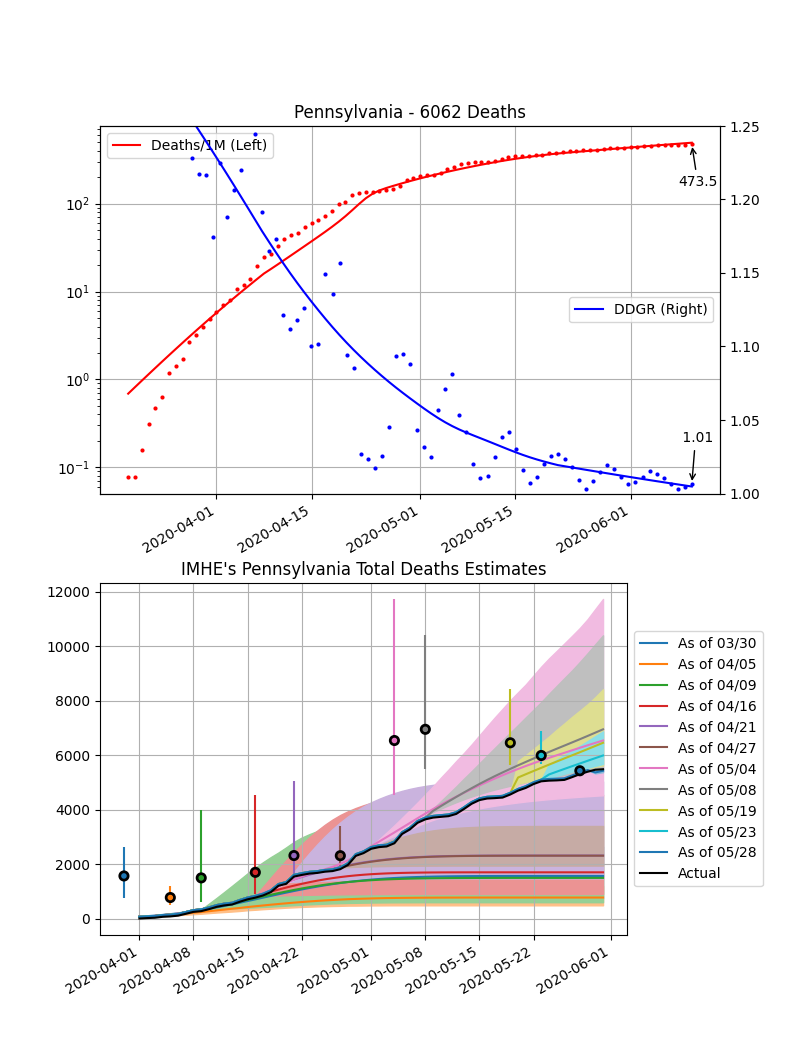 Pennsylvania - 6062 Deaths
Deaths/1M (Left)
DDGR (Right)
473.5
1.01
10²
10¹
10⁰
10⁻¹
1.25
1.20
1.15
1.10
1.05
1.00
2020-04-01
2020-04-15
2020-05-01
2020-05-15
2020-06-01
IMHE's Pennsylvania Total Deaths Estimates
12000
10000
8000
6000
4000
2000
0
2020-04-01
2020-04-08
2020-04-15
2020-04-22
2020-05-01
2020-05-08
2020-05-15
2020-05-22
2020-06-01
As of 03/30
As of 04/05
As of 04/09
As of 04/16
As of 04/21
As of 04/27
As of 05/04
As of 05/08
As of 05/19
As of 05/23
As of 05/28
Actual